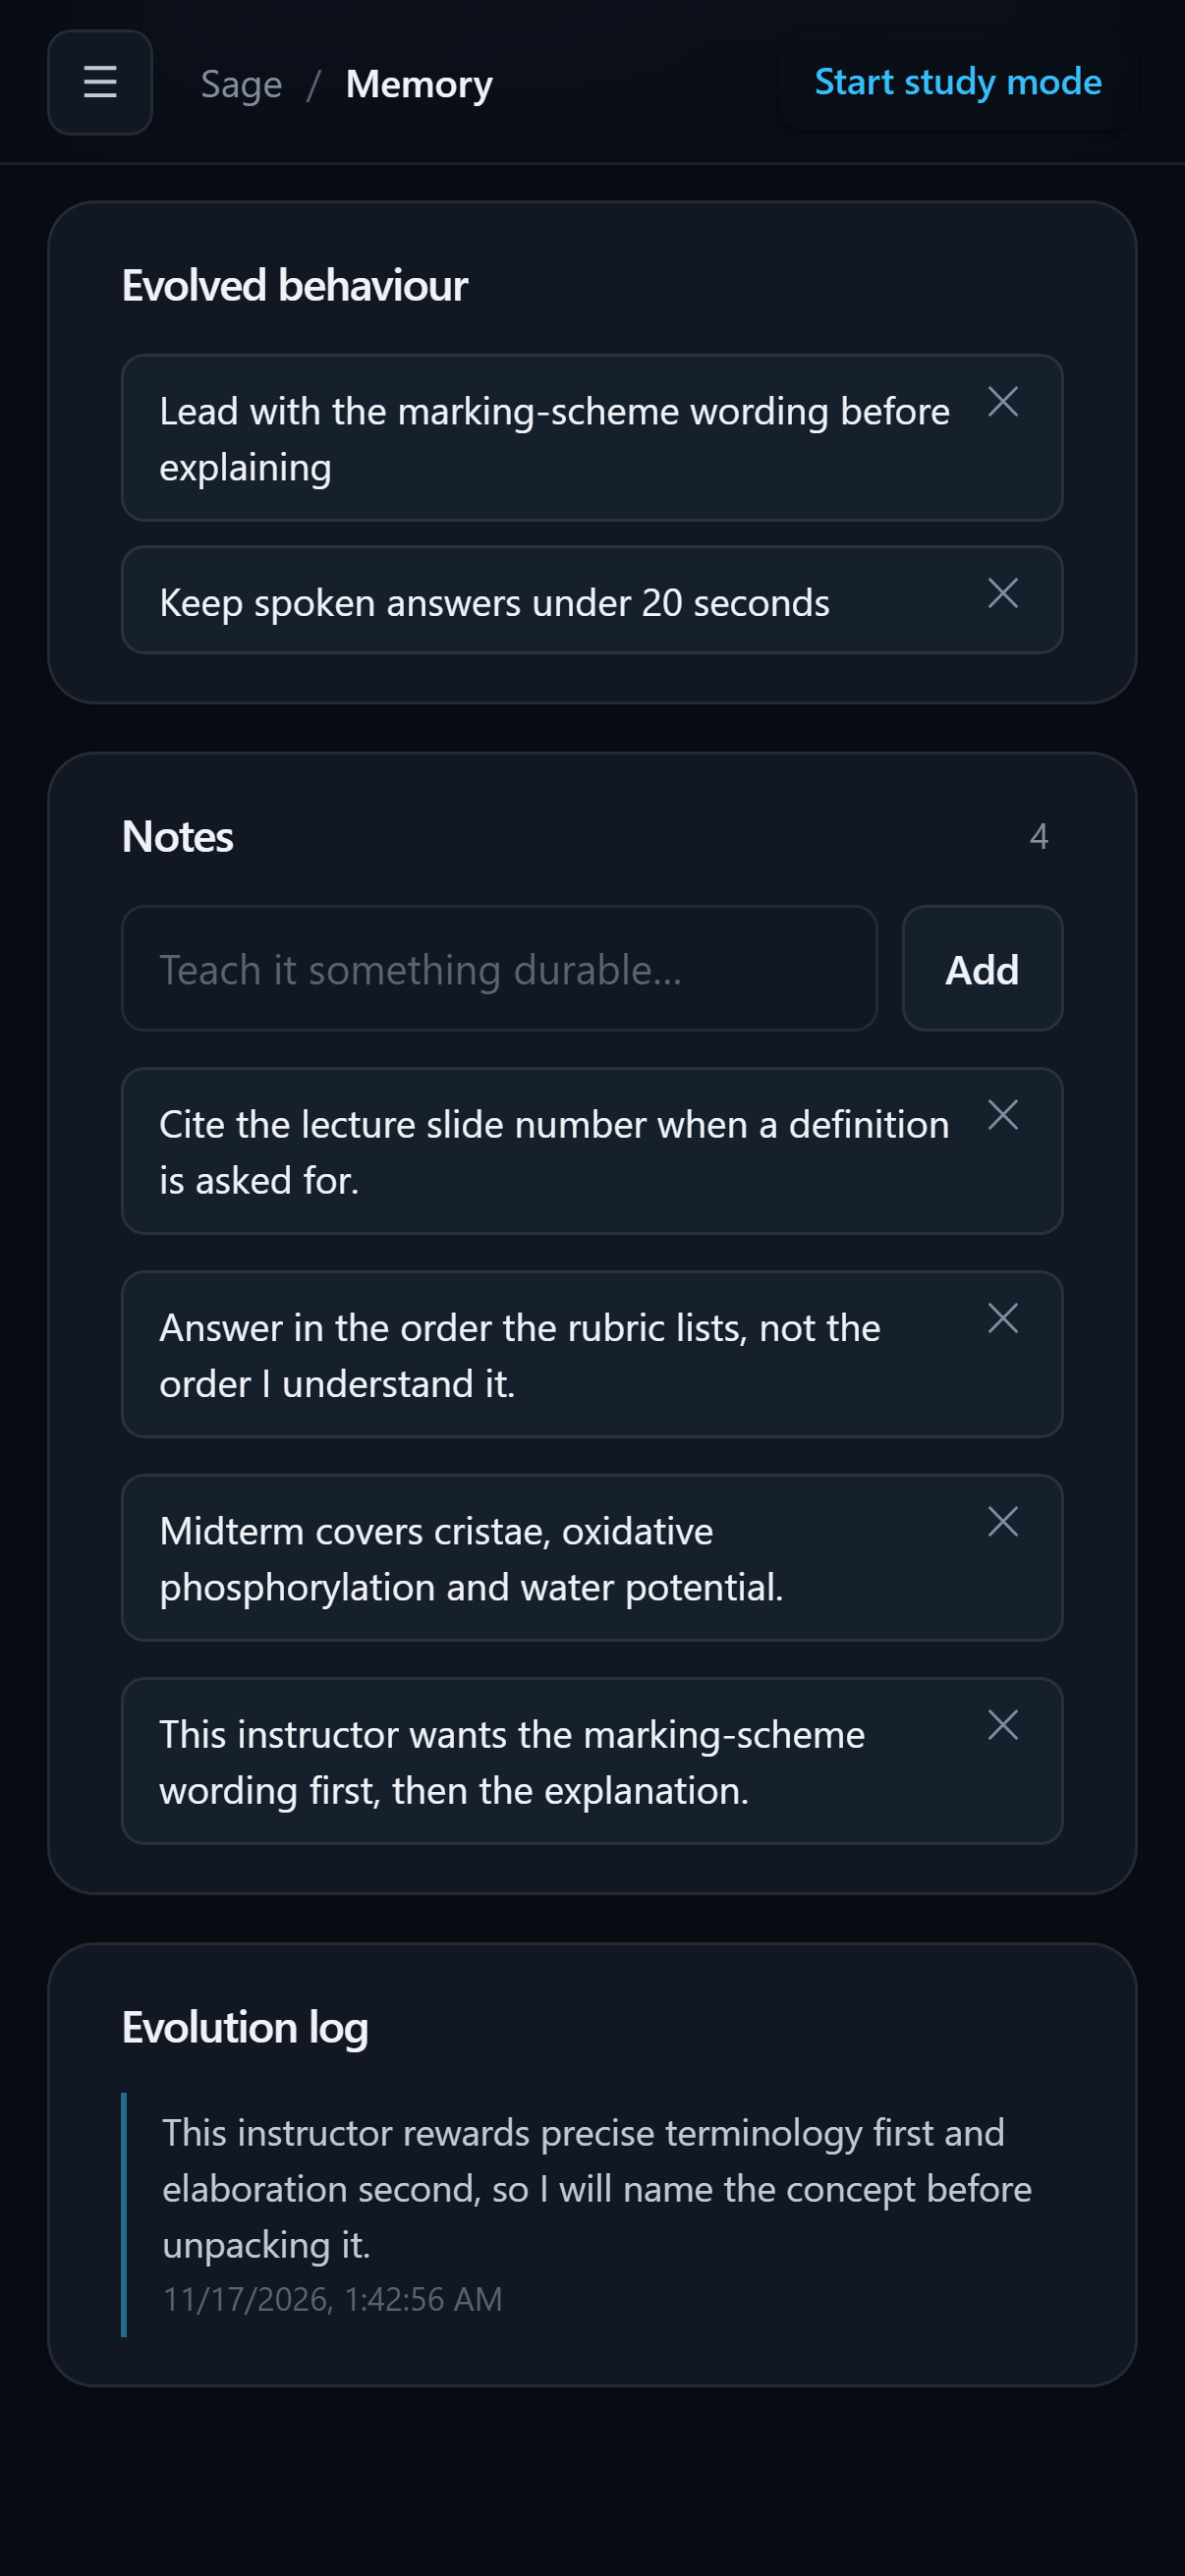 ☰ Sage / Memory Start study mode
Evolved behaviour
Lead with the marking-scheme wording before
explaining
Keep spoken answers under 20 seconds
Notes 4
Teach it something durable... Add
Cite the lecture slide number when a definition
is asked for.
Answer in the order the rubric lists, not the
order I understand it.
Midterm covers cristae, oxidative
phosphorylation and water potential.
This instructor wants the marking-scheme
wording first, then the explanation.
Evolution log
This instructor rewards precise terminology first and
elaboration second, so I will name the concept before
unpacking it.
11/17/2026, 1:42:56 AM